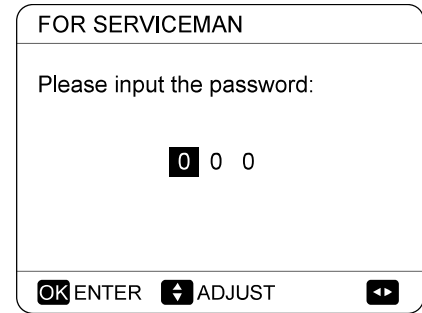 FOR SERVICEMAN
Please input the password:
0 0 0
OK ENTER ADJUST